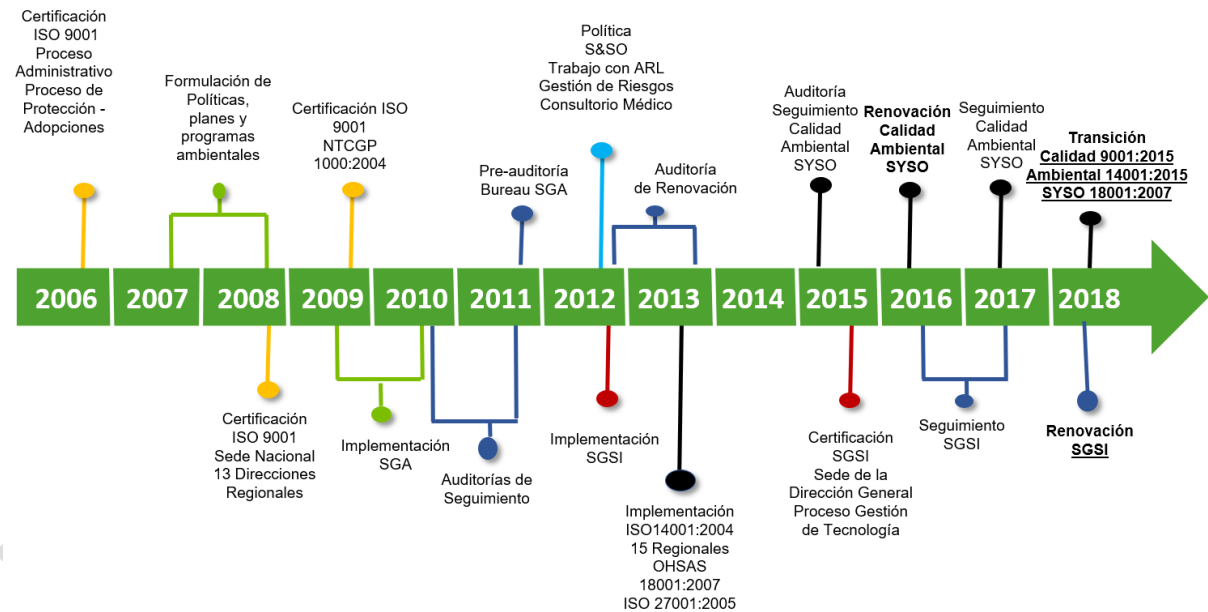 Certificación
ISO 9001
Proceso
Administrativo
Proceso de
Protección -
Adopciones
Formulación de
Políticas,
planes y
programas
ambientales
Certificación ISO
9001
NTCGP
1000:2004
Pre-auditoría
Bureau SGA
Política
S&SO
Trabajo con ARL
Gestión de Riesgos
Consultorio Médico
Auditoría
de Renovación
Auditoría
Seguimiento
Calidad
Ambiental
SYSO
Renovación
Calidad
Ambiental
SYSO
Seguimiento
Calidad
Ambiental
SYSO
Transición
Calidad 9001:2015
Ambiental 14001:2015
SYSO 18001:2007
2006 2007 2008 2009 2010 2011 2012 2013 2014 2015 2016 2017 2018
Certificación
ISO 9001
Sede Nacional
13 Direcciones
Regionales
Implementación
SGA
Auditorías de
Seguimiento
Implementación
SGSI
Implementación
ISO14001:2004
15 Regionales
OHSAS
18001:2007
ISO 27001:2005
Certificación
SGSI
Sede de la
Dirección General
Proceso Gestión
de Tecnología
Seguimiento
SGSI
Renovación
SGSI